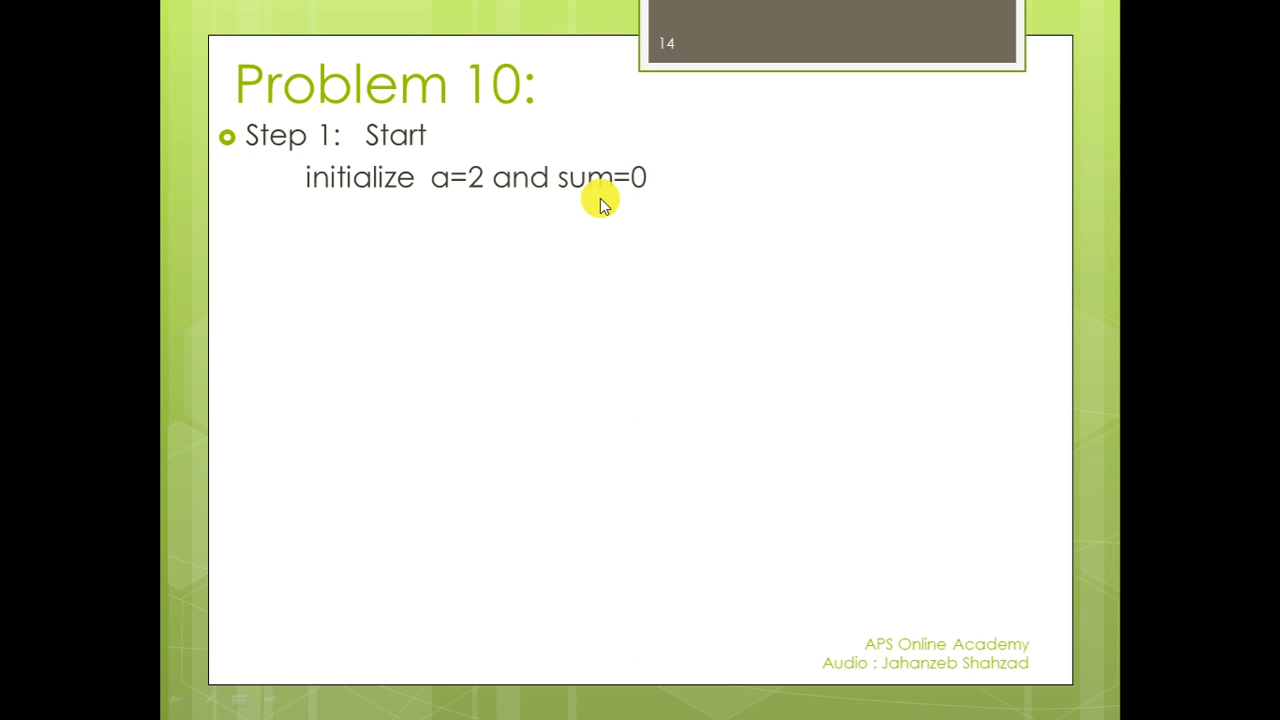 14
Problem 10:
Step 1: Start
initialize a=2 and sum=0
APS Online Academy
Audio : Jahanzeb Shahzad